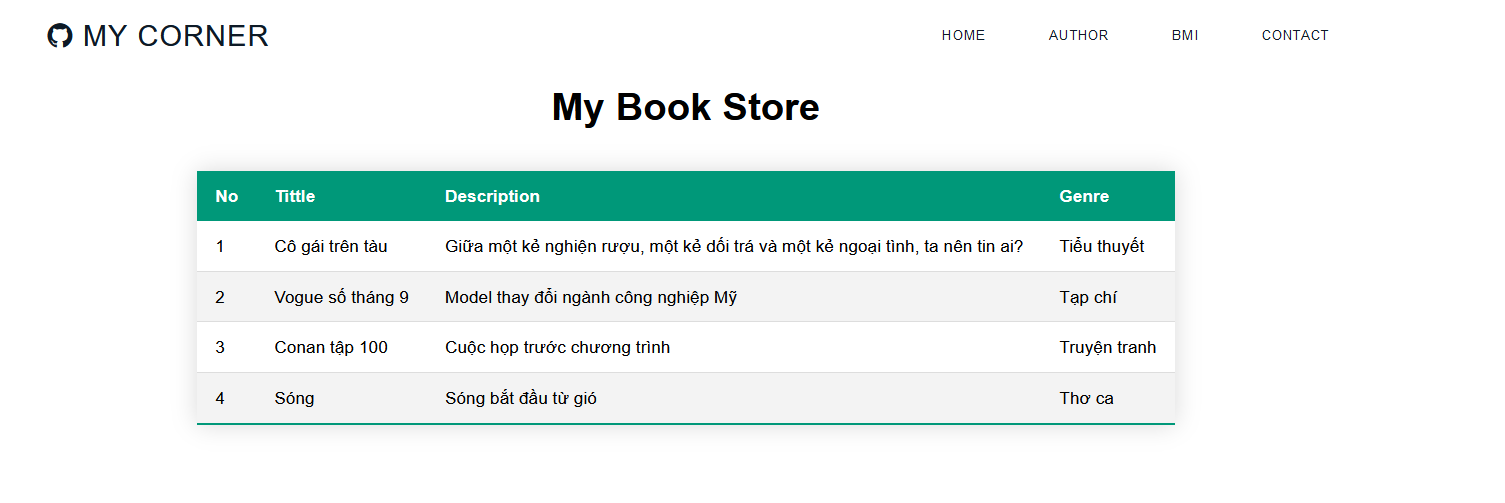 MY CORNER HOME AUTHOR BMI CONTACT
My Book Store
No Tittle Description Genre
1 Cô gái trên tàu Giữa một kẻ nghiện rượu, một kẻ dối trá và một kẻ ngoại tình, ta nên tin ai? Tiểu thuyết
2 Vogue số tháng 9 Model thay đổi ngành công nghiệp Mỹ Tạp chí
3 Conan tập 100 Cuộc họp trước chương trình Truyện tranh
4 Sóng Sóng bắt đầu từ gió Thơ ca